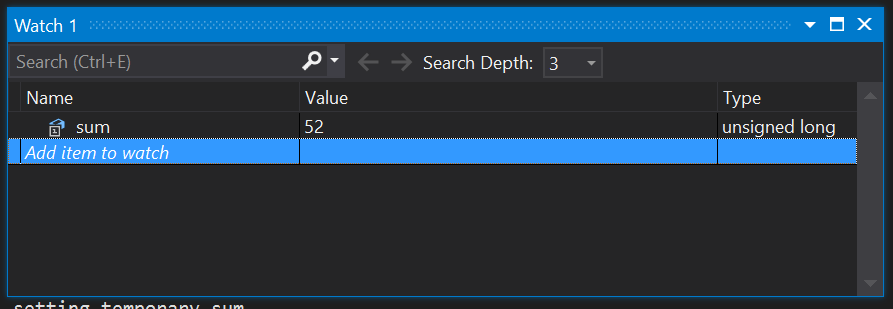 Watch 1
Search (Ctrl+E) Search Depth: 3
Name Value Type
sum 52 unsigned long
Add item to watch
setting temporary sum